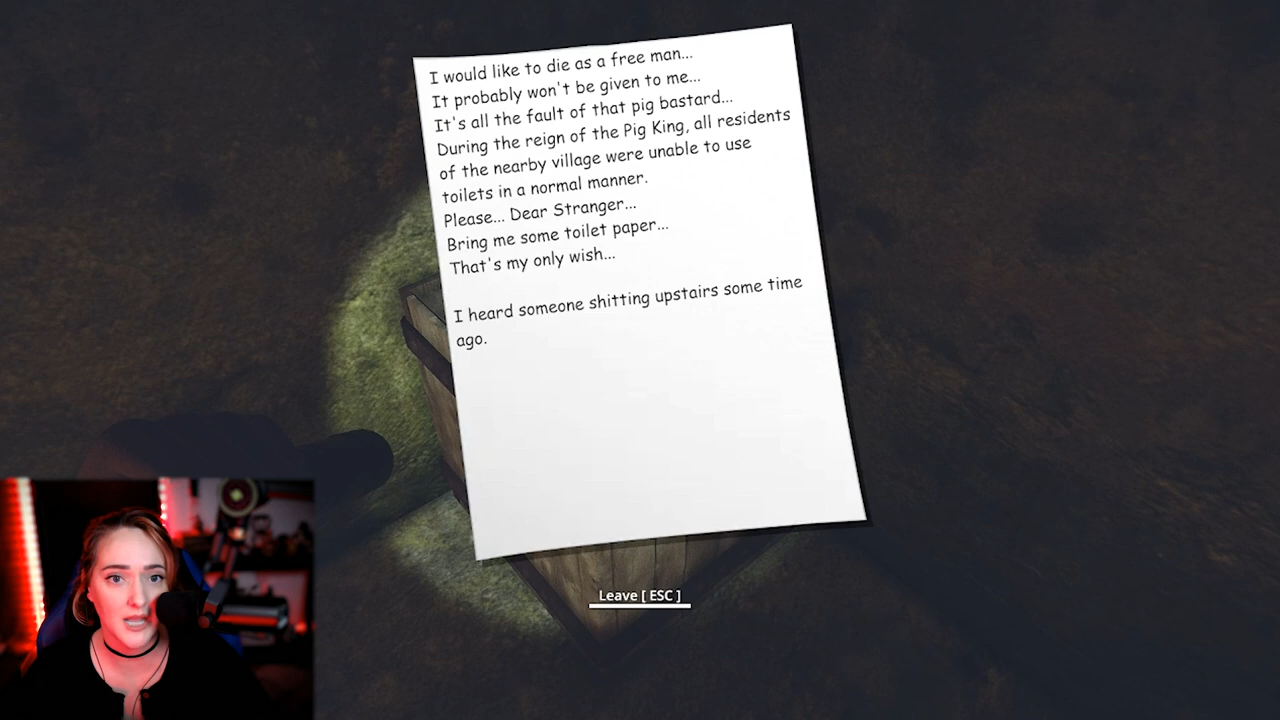 I would like to die as a free man...
It probably won't be given to me...
It's all the fault of that pig bastard...
During the reign of the Pig King, all residents
of the nearby village were unable to use
toilets in a normal manner.
Please... Dear Stranger...
Bring me some toilet paper...
That's my only wish...
I heard someone shitting upstairs some time
ago.
Leave [ ESC ]